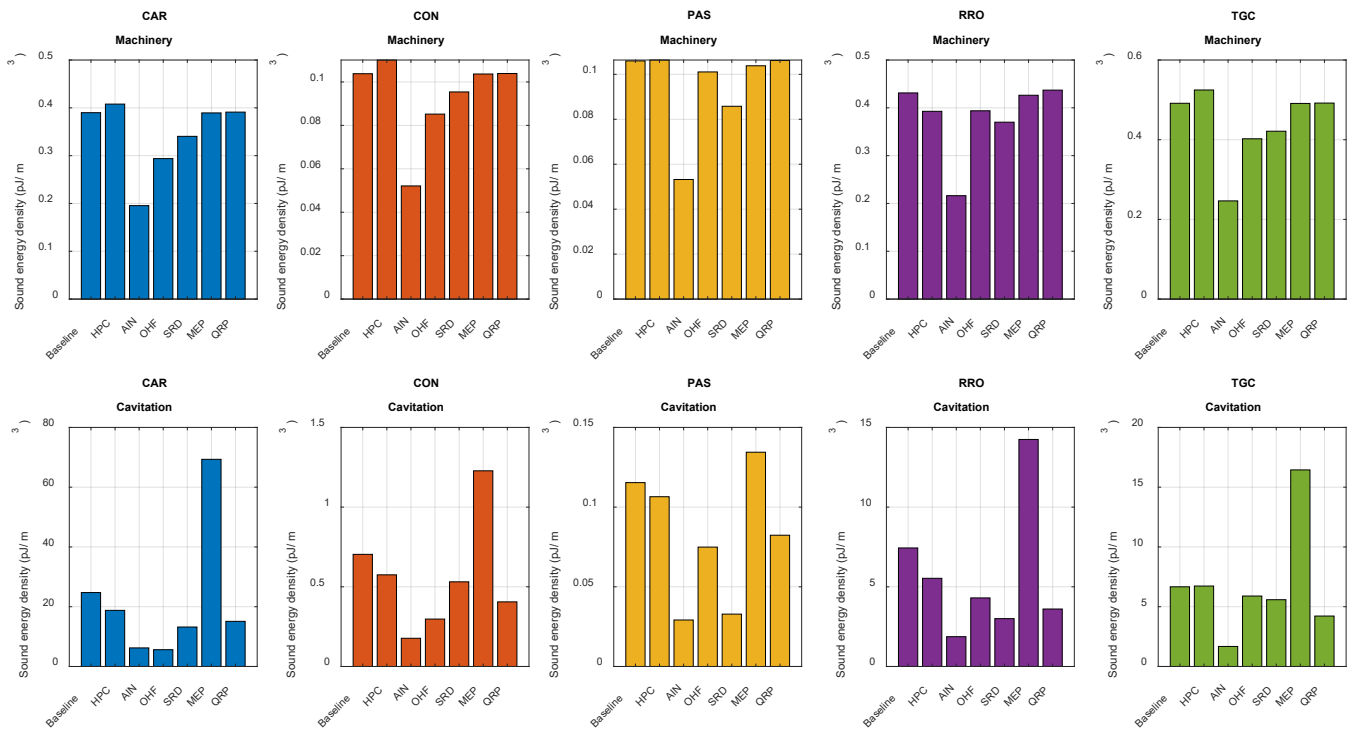 CAR
Machinery
Sound energy density (pJ/ m
3
)
0.5
0.4
0.3
0.2
0.1
0
Baseline
HPC
AIN
OHF
SRD
MEP
QRP
CON
Machinery
Sound energy density (pJ/ m
3
)
0.1
0.08
0.06
0.04
0.02
0
Baseline
HPC
AIN
OHF
SRD
MEP
QRP
PAS
Machinery
Sound energy density (pJ/ m
3
)
0.1
0.08
0.06
0.04
0.02
0
Baseline
HPC
AIN
OHF
SRD
MEP
QRP
RRO
Machinery
Sound energy density (pJ/ m
3
)
0.5
0.4
0.3
0.2
0.1
0
Baseline
HPC
AIN
OHF
SRD
MEP
QRP
TGC
Machinery
Sound energy density (pJ/ m
3
)
0.6
0.4
0.2
0
Baseline
HPC
AIN
OHF
SRD
MEP
QRP
CAR
Cavitation
Sound energy density (pJ/ m
3
)
80
60
40
20
0
Baseline
HPC
AIN
OHF
SRD
MEP
QRP
CON
Cavitation
Sound energy density (pJ/ m
3
)
1.5
1
0.5
0
Baseline
HPC
AIN
OHF
SRD
MEP
QRP
PAS
Cavitation
Sound energy density (pJ/ m
3
)
0.15
0.1
0.05
0
Baseline
HPC
AIN
OHF
SRD
MEP
QRP
RRO
Cavitation
Sound energy density (pJ/ m
3
)
15
10
5
0
Baseline
HPC
AIN
OHF
SRD
MEP
QRP
TGC
Cavitation
Sound energy density (pJ/ m
3
)
20
15
10
5
0
Baseline
HPC
AIN
OHF
SRD
MEP
QRP